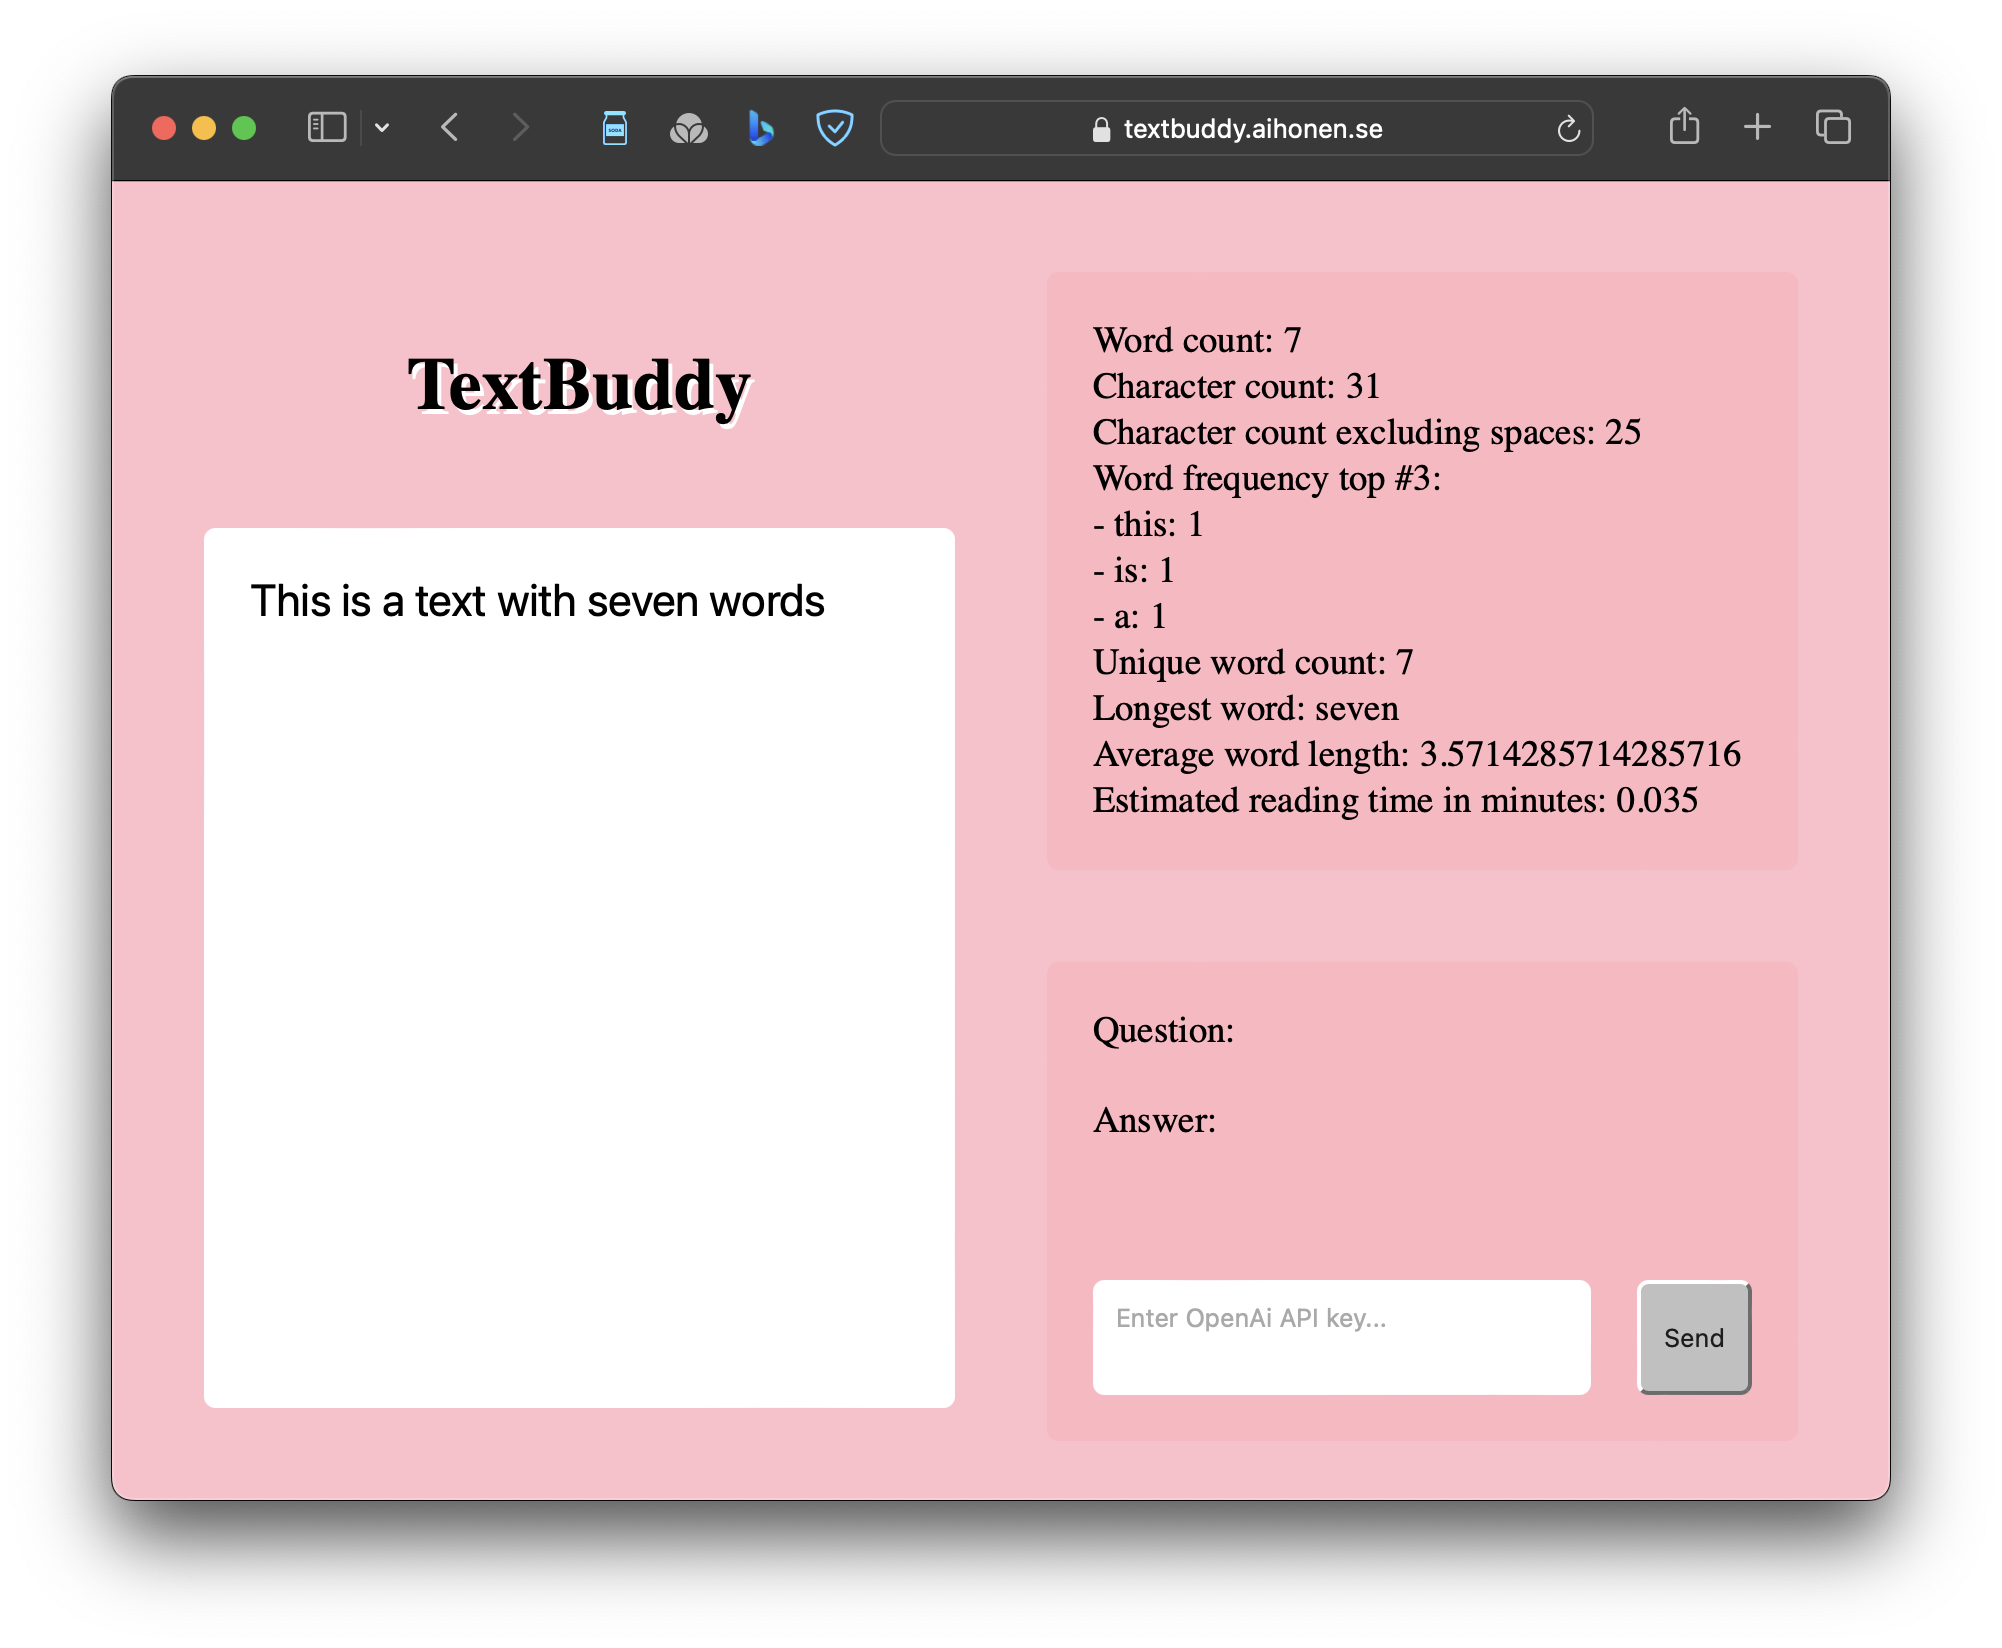 textbuddy.aihonen.se
TextBuddy
This is a text with seven words
Word count: 7
Character count: 31
Character count excluding spaces: 25
Word frequency top #3:
- this: 1
- is: 1
- a: 1
Unique word count: 7
Longest word: seven
Average word length: 3.5714285714285716
Estimated reading time in minutes: 0.035
Question:
Answer:
Enter OpenAi API key...
Send